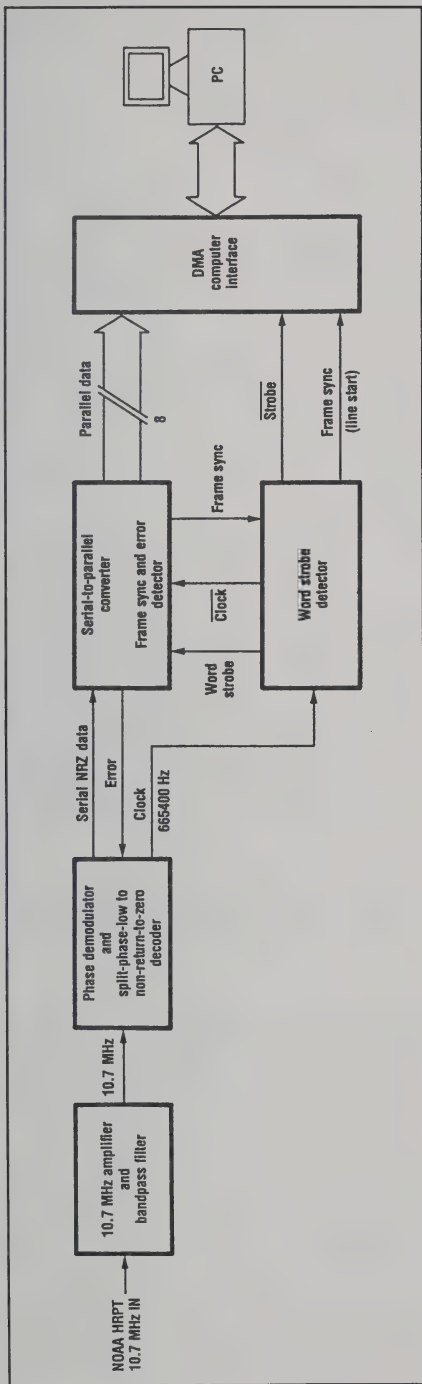 NOAA HRPT
10.7 MHz IN
10.7 MHz amplifier
and
bandpass filter
10.7 MHz
Phase demodulator
and
split-phase-low to
non-return-to-zero
decoder
Serial NRZ data
Error
Clock
665400 Hz
Serial-to-parallel
converter
Frame sync and error
detector
Word
strobe
Clock
Frame sync
Word strobe
detector
Parallel data
8
Strobe
Frame sync
(line start)
DMA
computer
interface
PC